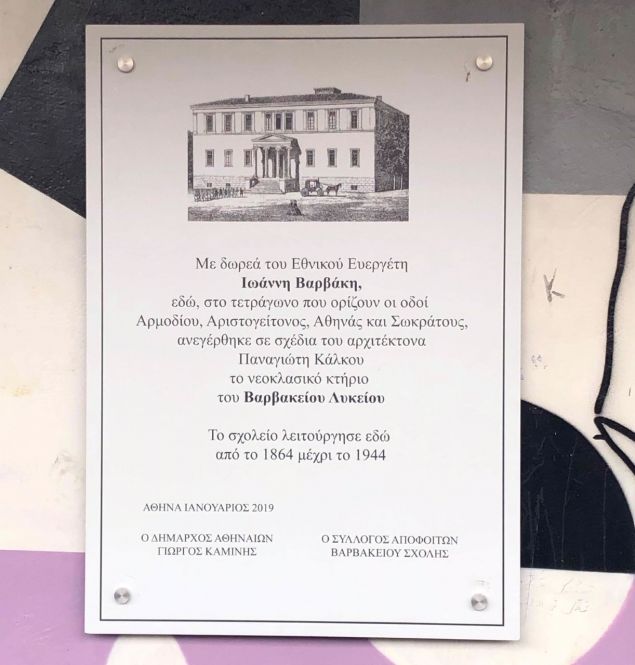 Με δωρεά του Εθνικού Ευεργέτη
Ιωάννη Βαρβάκη,
εδώ, στο τετράγωνο που ορίζουν οι οδοί
Αρμοδίου, Αριστογείτονος, Αθηνάς και Σωκράτους,
ανεγέρθηκε σε σχέδια του αρχιτέκτονα
Παναγιώτη Κάλκου
το νεοκλασικό κτήριο
του Βαρβακείου Λυκείου
Το σχολείο λειτούργησε εδώ
από το 1864 μέχρι το 1944
ΑΘΗΝΑ ΙΑΝΟΥΑΡΙΟΣ 2019
Ο ΔΗΜΑΡΧΟΣ ΑΘΗΝΑΙΩΝ
ΓΙΩΡΓΟΣ ΚΑΜΙΝΗΣ
Ο ΣΥΛΛΟΓΟΣ ΑΠΟΦΟΙΤΩΝ
ΒΑΡΒΑΚΕΙΟΥ ΣΧΟΛΗΣ
K